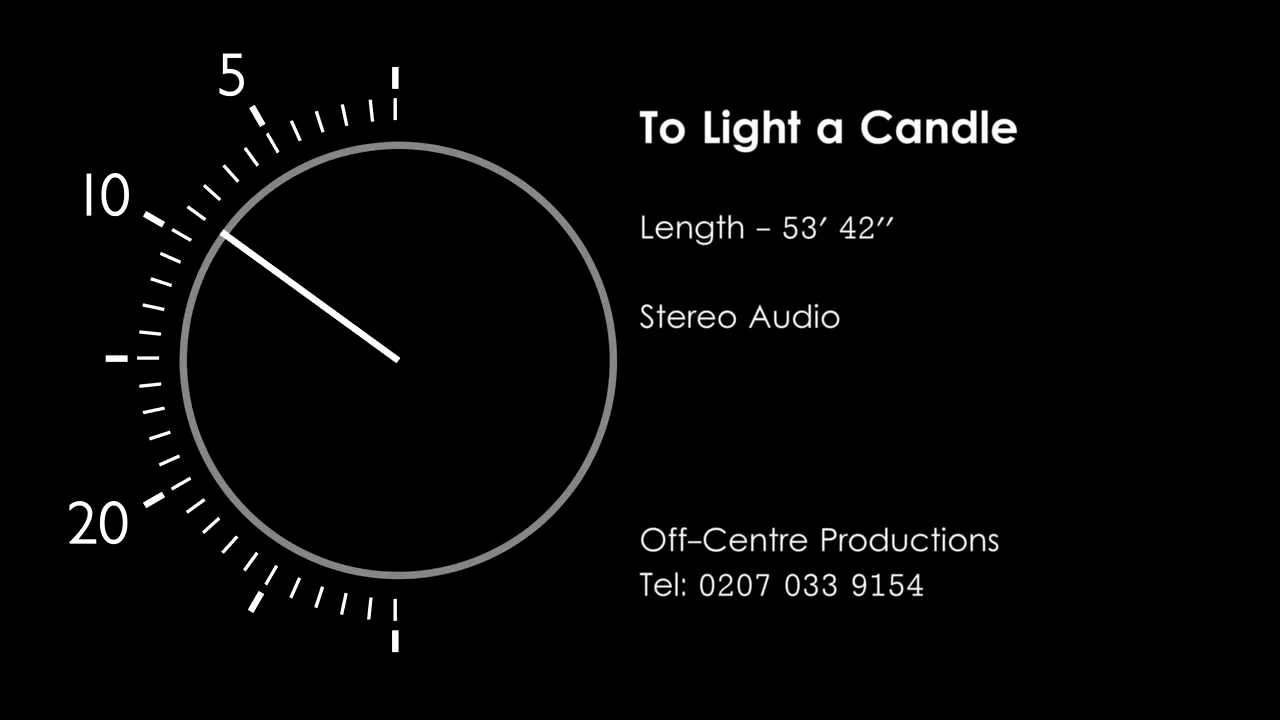 5
10
20
To Light a Candle
Length – 53′ 42′′
Stereo Audio
Off–Centre Productions
Tel: 0207 033 9154